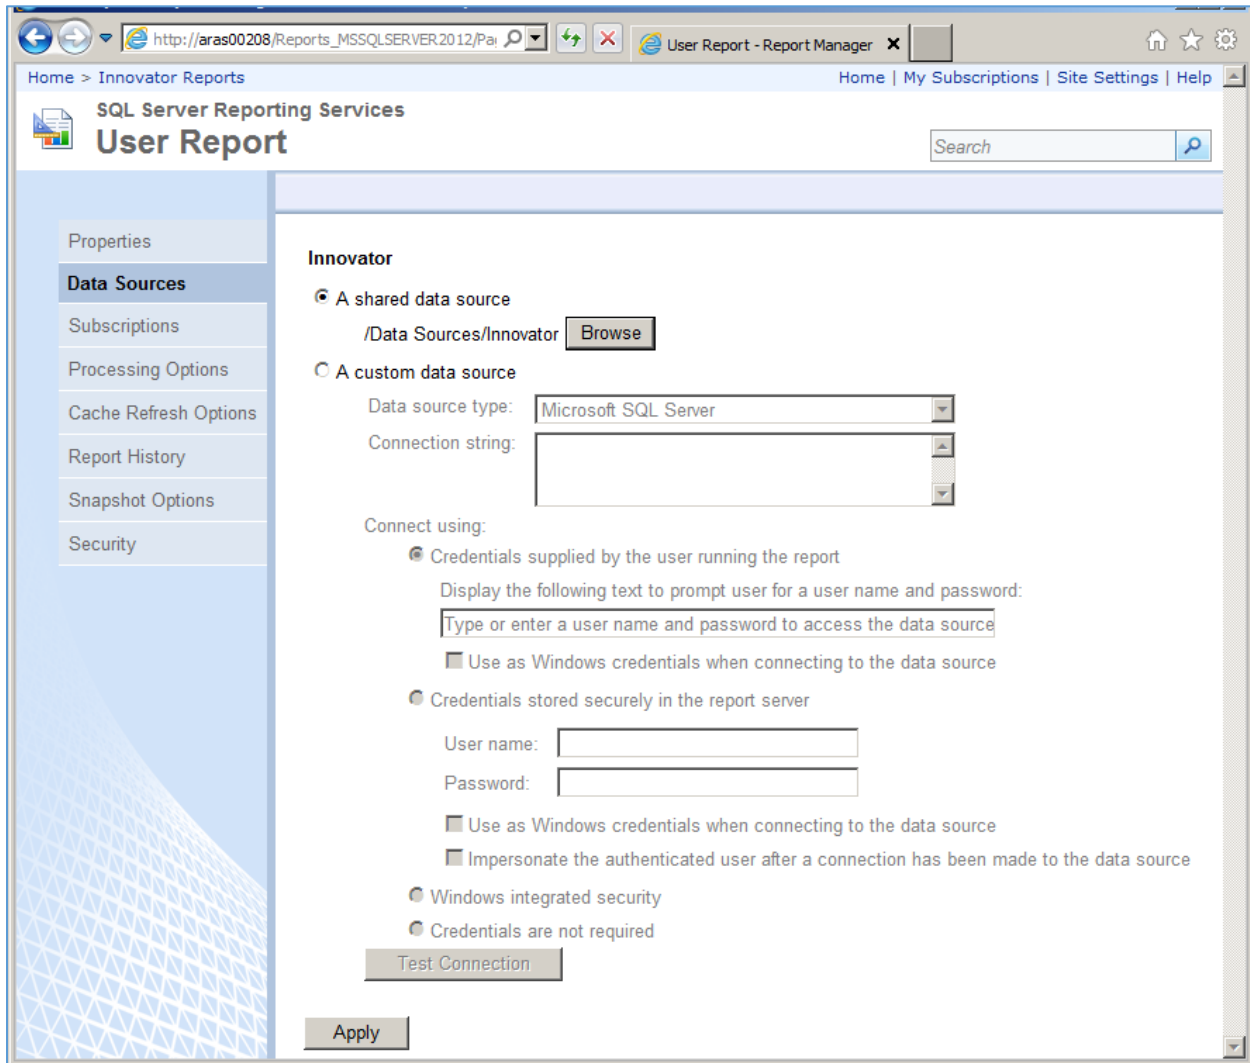 http://aras00208/Reports_MSSQLSERVER2012/Pa
User Report - Report Manager
Home > Innovator Reports
Home | My Subscriptions | Site Settings | Help
SQL Server Reporting Services
User Report
Search
Properties
Data Sources
Subscriptions
Processing Options
Cache Refresh Options
Report History
Snapshot Options
Security
Innovator
A shared data source
/Data Sources/Innovator Browse
A custom data source
Data source type: Microsoft SQL Server
Connection string:
Connect using:
Credentials supplied by the user running the report
Display the following text to prompt user for a user name and password:
Type or enter a user name and password to access the data source
Use as Windows credentials when connecting to the data source
Credentials stored securely in the report server
User name:
Password:
Use as Windows credentials when connecting to the data source
Impersonate the authenticated user after a connection has been made to the data source
Windows integrated security
Credentials are not required
Test Connection
Apply